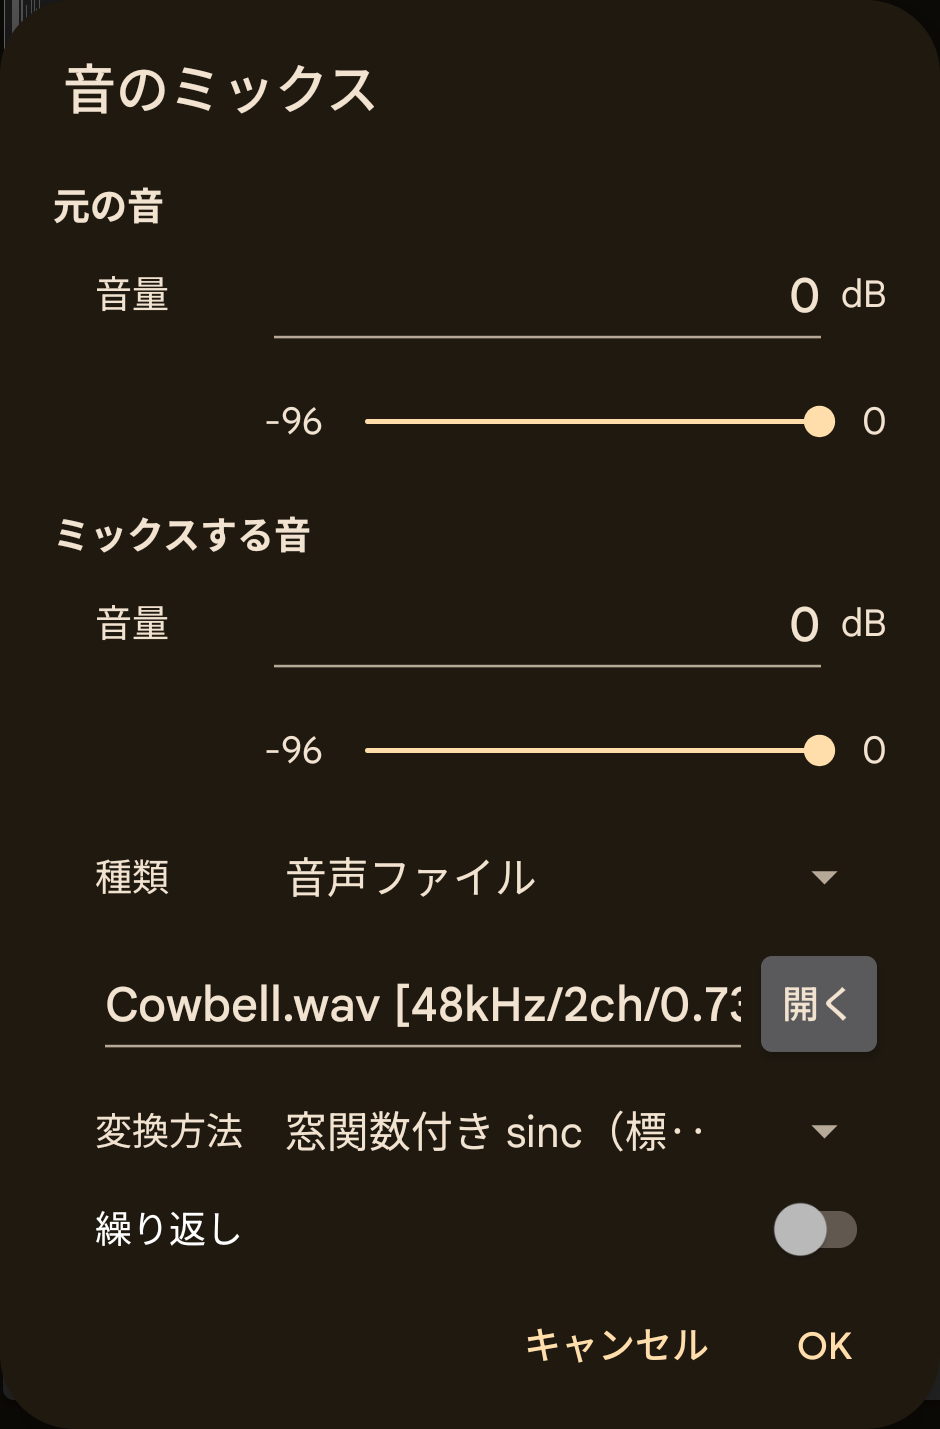 音のミックス
元の音
音量 0 dB
-96 0
ミックスする音
音量 0 dB
-96 0
種類 音声ファイル
Cowbell.wav [48kHz/2ch/0.73 開く
変換方法 窓関数付き sinc（標··
繰り返し
キャンセル OK